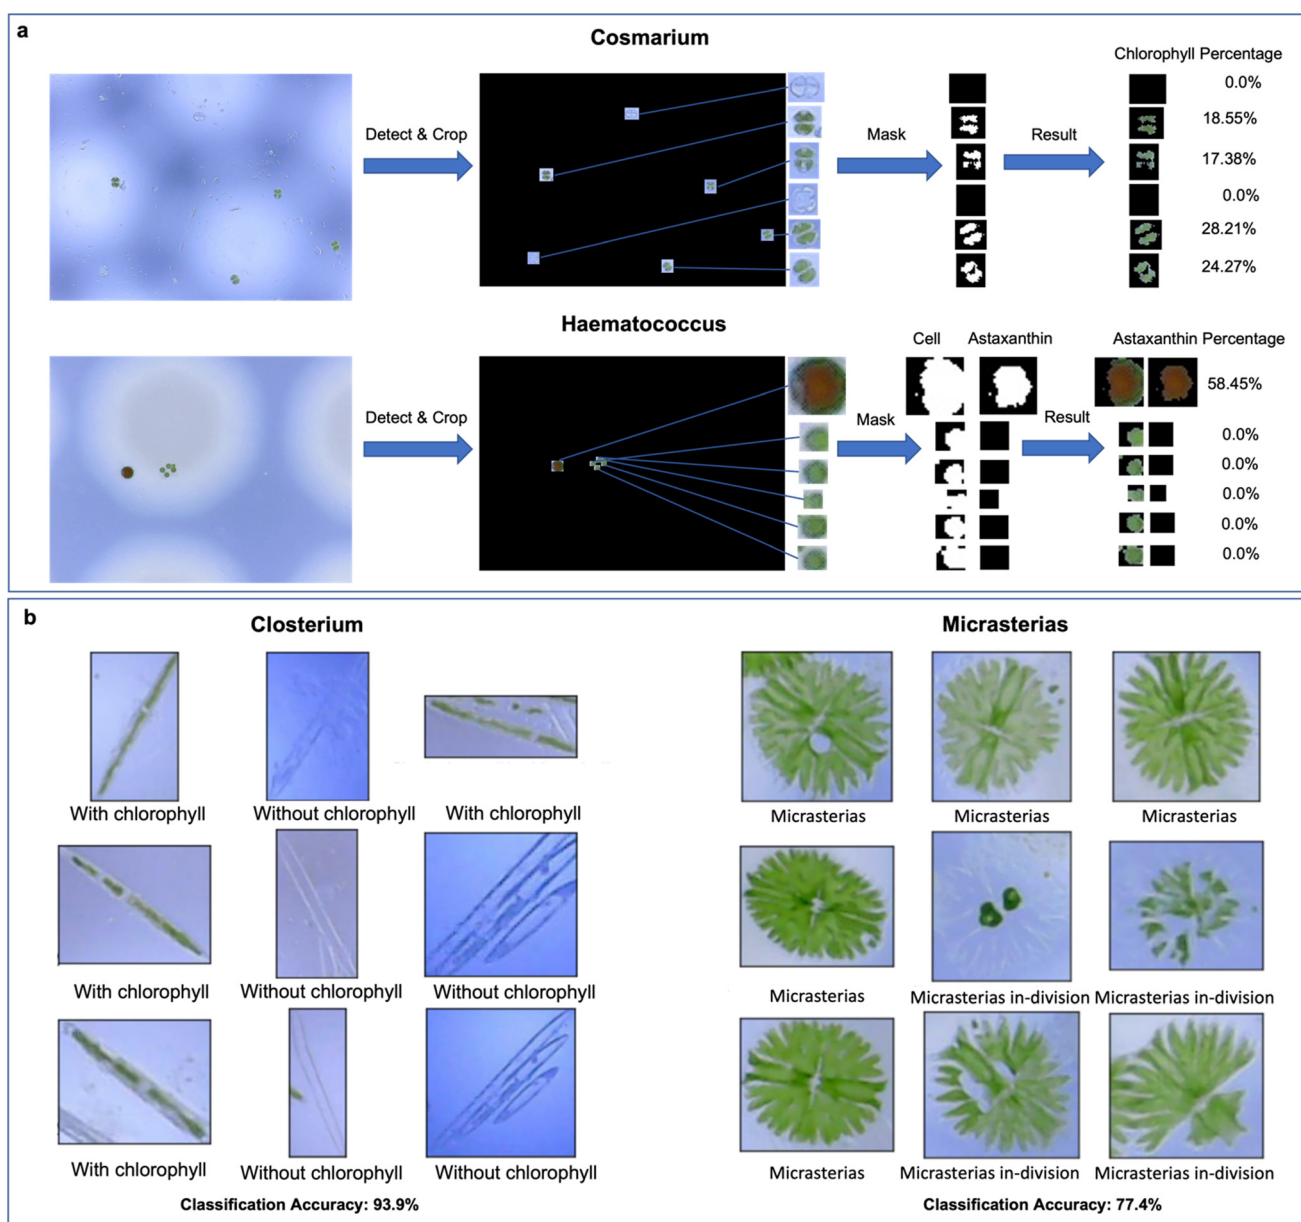 a
Cosmarium
Chlorophyll Percentage
Detect & Crop
Mask
Result
0.0%
18.55%
17.38%
0.0%
28.21%
24.27%
Haematococcus
Cell
Astaxanthin
Astaxanthin Percentage
Detect & Crop
Mask
Result
58.45%
0.0%
0.0%
0.0%
0.0%
0.0%
b
Closterium
With chlorophyll
Without chlorophyll
With chlorophyll
With chlorophyll
Without chlorophyll
Without chlorophyll
With chlorophyll
Without chlorophyll
Without chlorophyll
Classification Accuracy: 93.9%
Micrasterias
Micrasterias
Micrasterias
Micrasterias
Micrasterias
Micrasterias in-division
Micrasterias in-division
Micrasterias
Micrasterias in-division
Micrasterias in-division
Classification Accuracy: 77.4%